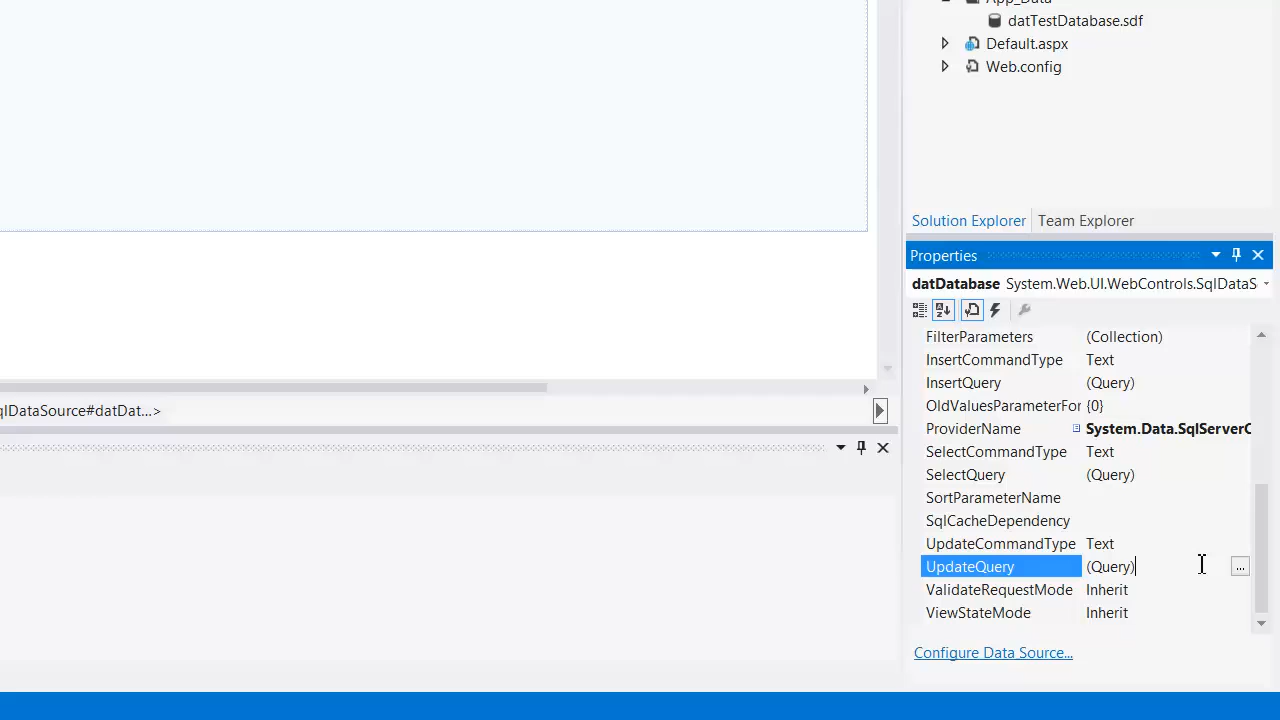 App_Data
datTestDatabase.sdf
Default.aspx
Web.config
Solution Explorer Team Explorer
Properties
datDatabase System.Web.UI.WebControls.SqlDataS
FilterParameters (Collection)
InsertCommandType Text
InsertQuery (Query)
OldValuesParameterFor {0}
ProviderName System.Data.SqlServerC
SelectCommandType Text
SelectQuery (Query)
SortParameterName
SqlCacheDependency
UpdateCommandType Text
UpdateQuery (Query) ...
ValidateRequestMode Inherit
ViewStateMode Inherit
Configure Data Source...
qlDataSource#datDat...>